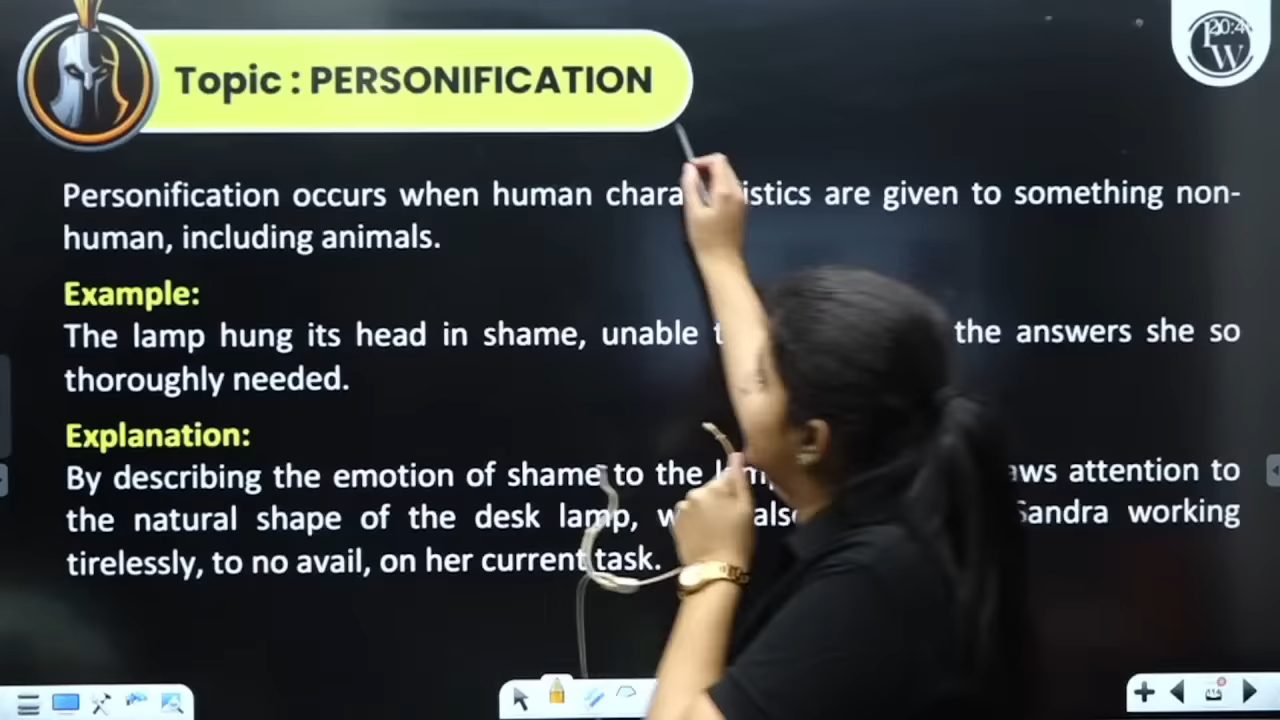 Topic : PERSONIFICATION
20:4
PW
Personification occurs when human are given to something non-
human, including animals.
Example:
The lamp hung its head in shame, unable the answers she so
thoroughly needed.
Explanation:
By describing the emotion of shame to the attention to
the natural shape of the desk lamp, Sandra working
tirelessly, to no avail, on her current task.